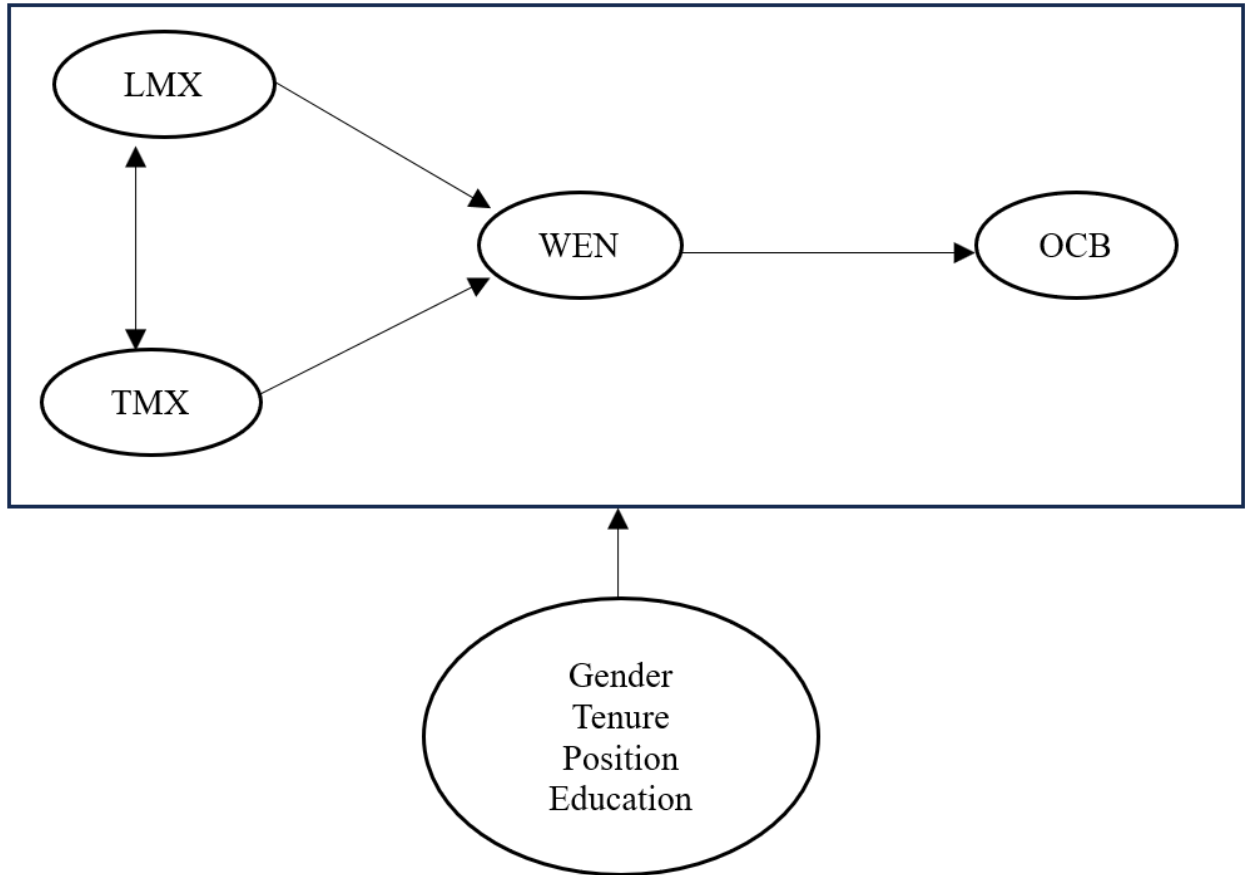 LMX
WEN
OCB
TMX
Gender
Tenure
Position
Education